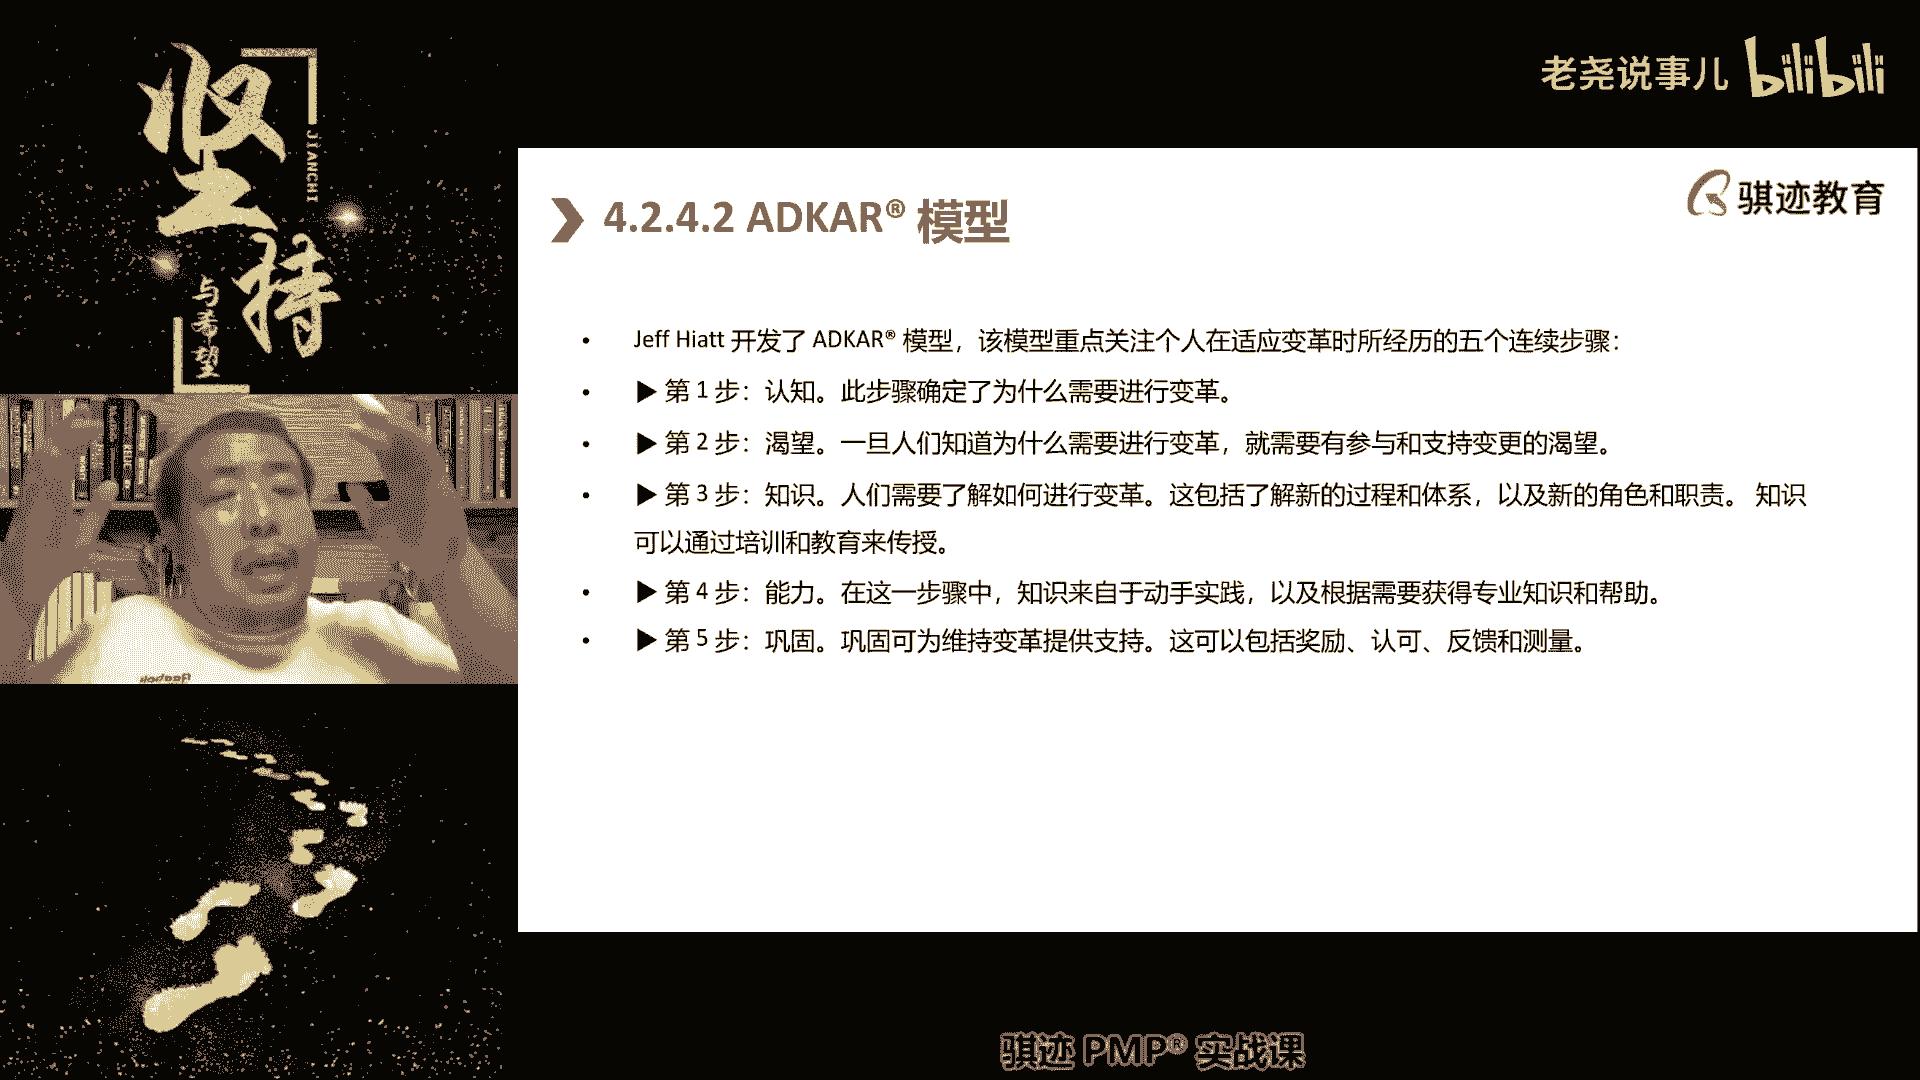 坚持
JIANCHI
与希望
老尧说事儿 bilibili
骐迹教育
4.2.4.2 ADKAR® 模型
• Jeff Hiatt 开发了 ADKAR® 模型，该模型重点关注个人在适应变革时所经历的五个连续步骤：
• ▶ 第 1 步：认知。此步骤确定了为什么需要进行变革。
• ▶ 第 2 步：渴望。一旦人们知道为什么需要进行变革，就需要有参与和支持变更的渴望。
• ▶ 第 3 步：知识。人们需要了解如何进行变革。这包括了解新的过程和体系，以及新的角色和职责。 知识
可以通过培训和教育来传授。
• ▶ 第 4 步：能力。在这一步骤中，知识来自于动手实践，以及根据需要获得专业知识和帮助。
• ▶ 第 5 步：巩固。巩固可为维持变革提供支持。这可以包括奖励、认可、反馈和测量。
骐迹 PMP® 实战课